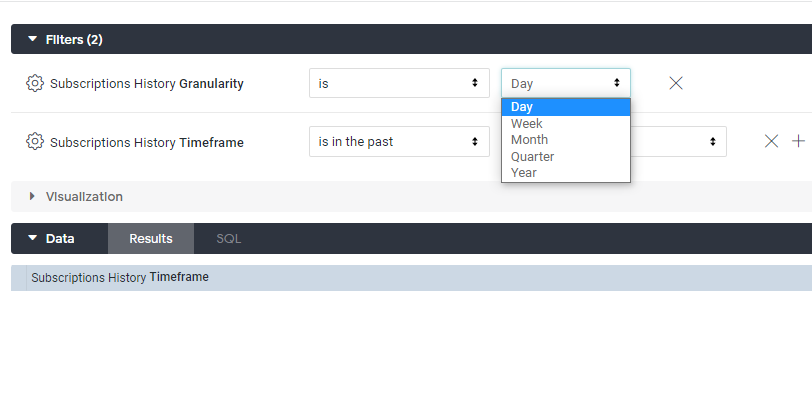 Filters (2)
Subscriptions History Granularity is Day
Day
Week
Month
Quarter
Year
Subscriptions History Timeframe is in the past
Visualization
Data Results SQL
Subscriptions History Timeframe